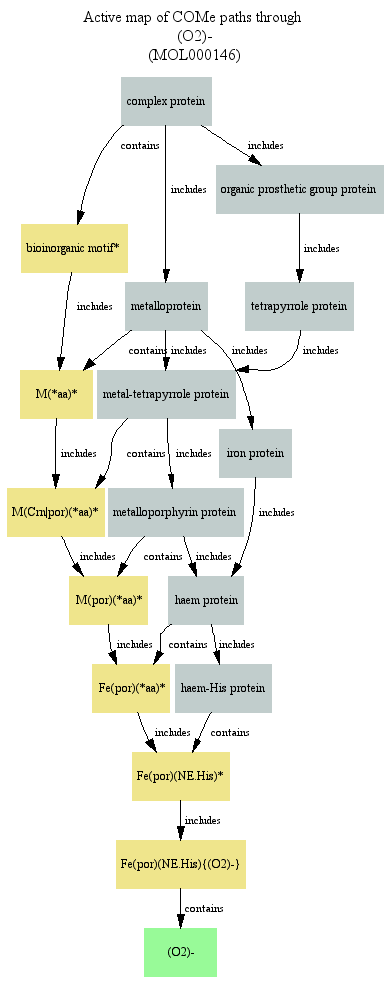 Active map of COMe paths through
(O2)-
(MOL000146)
complex protein
contains
includes
includes
organic prosthetic group protein
bioinorganic motif*
includes
includes
metalloprotein
tetrapyrrole protein
contains
includes
includes
includes
M(*aa)*
metal-tetrapyrrole protein
includes
contains
includes
iron protein
M(Crn|por)(*aa)*
metalloporphyrin protein
includes
includes
contains
includes
M(por)(*aa)*
haem protein
includes
contains
includes
Fe(por)(*aa)*
haem-His protein
includes
contains
Fe(por)(NE.His)*
includes
Fe(por)(NE.His){(O2)-}
contains
(O2)-